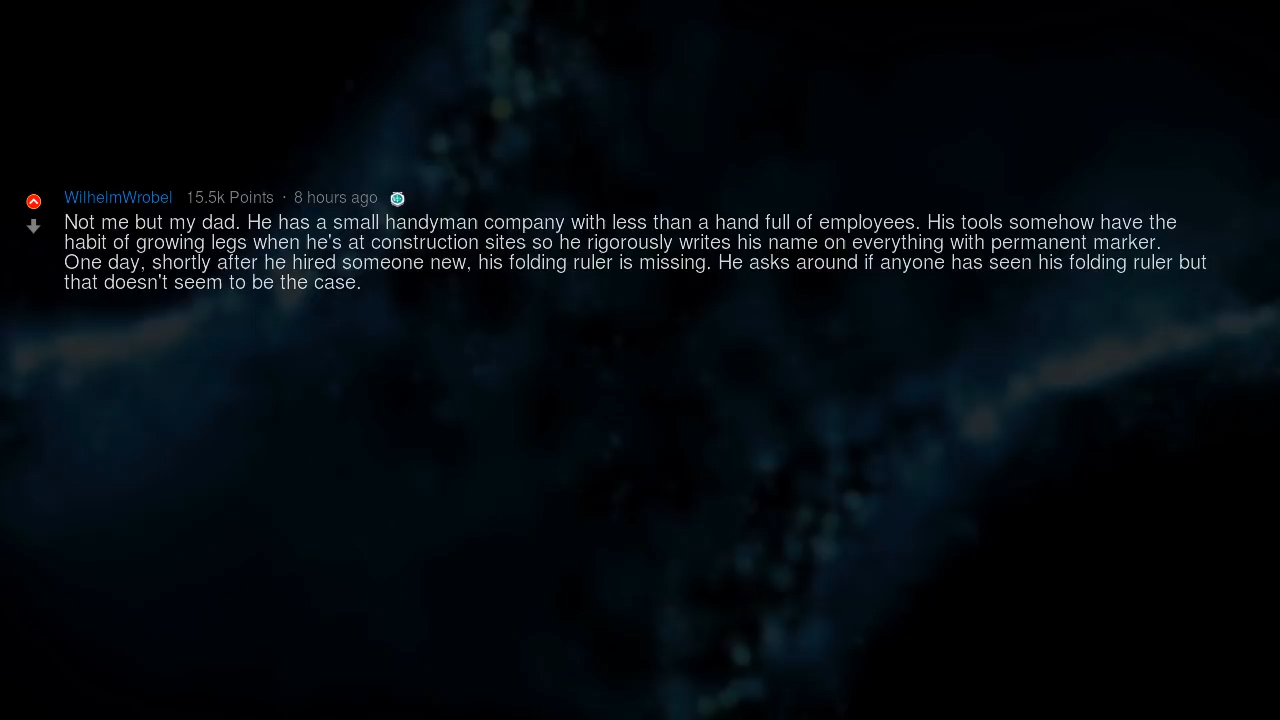 WilhelmWrobel 15.5k Points · 8 hours ago
Not me but my dad. He has a small handyman company with less than a hand full of employees. His tools somehow have the
habit of growing legs when he's at construction sites so he rigorously writes his name on everything with permanent marker.
One day, shortly after he hired someone new, his folding ruler is missing. He asks around if anyone has seen his folding ruler but
that doesn't seem to be the case.